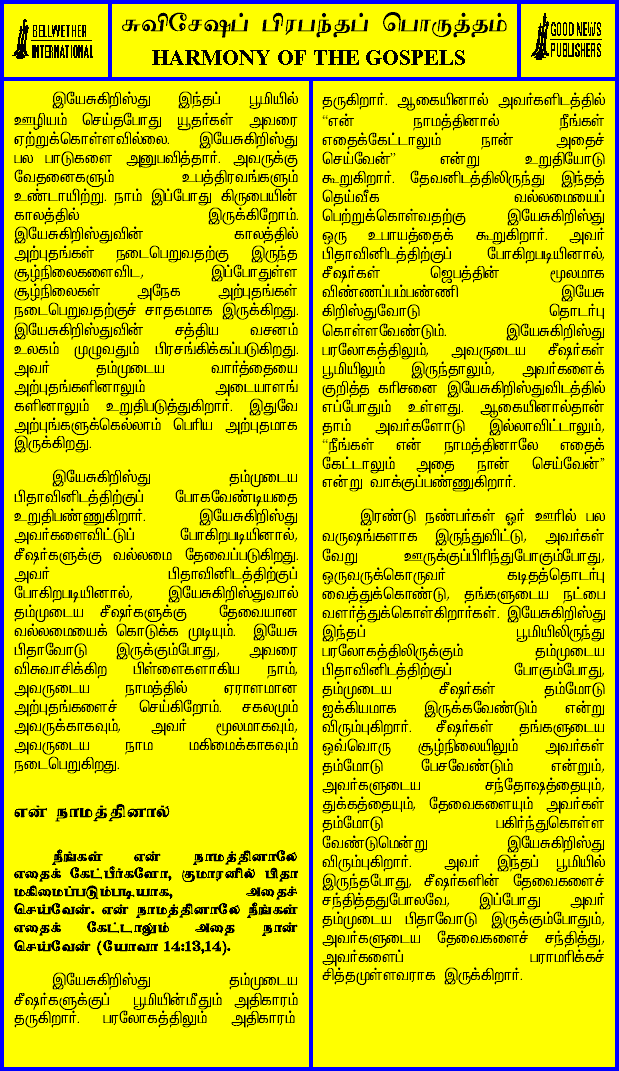 BELLWETHER
INTERNATIONAL
சுவிசேஷப் பிரபந்தப் பொருத்தம்
HARMONY OF THE GOSPELS
GOOD NEWS
PUBLISHERS
இயேசுகிறிஸ்து இந்தப் பூமியில்
ஊழியம் செய்தபோது யூதர்கள் அவரை
ஏற்றுக்கொள்ளவில்லை. இயேசுகிறிஸ்து
பல பாடுகளை அனுபவித்தார். அவருக்கு
வேதனைகளும் உபத்திரவங்களும்
உண்டாயிற்று. நாம் இப்போது கிருபையின்
காலத்தில் இருக்கிறோம்.
இயேசுகிறிஸ்துவின் காலத்தில்
அற்புதங்கள் நடைபெறுவதற்கு இருந்த
சூழ்நிலைகளைவிட, இப்போதுள்ள
சூழ்நிலைகள் அநேக அற்புதங்கள்
நடைபெறுவதற்குச் சாதகமாக இருக்கிறது.
இயேசுகிறிஸ்துவின் சத்திய வசனம்
உலகம் முழுவதும் பிரசங்கிக்கப்படுகிறது.
அவர் தம்முடைய வார்த்தையை
அற்புதங்களினாலும் அடையாளங்
களினாலும் உறுதிபடுத்துகிறார். இதுவே
அற்புங்களுக்கெல்லாம் பெரிய அற்புதமாக
இருக்கிறது.
இயேசுகிறிஸ்து தம்முடைய
பிதாவினிடத்திற்குப் போகவேண்டியதை
உறுதிபண்ணுகிறார். இயேசுகிறிஸ்து
அவர்களைவிட்டுப் போகிறபடியினால்,
சீஷர்களுக்கு வல்லமை தேவைப்படுகிறது.
அவர் பிதாவினிடத்திற்குப்
போகிறபடியினால், இயேசுகிறிஸ்துவால்
தம்முடைய சீஷர்களுக்கு தேவையான
வல்லமையைக் கொடுக்க முடியும். இயேசு
பிதாவோடு இருக்கும்போது, அவரை
விசுவாசிக்கிற பிள்ளைகளாகிய நாம்,
அவருடைய நாமத்தில் ஏராளமான
அற்புதங்களைச் செய்கிறோம். சகலமும்
அவருக்காகவும், அவர் மூலமாகவும்,
அவருடைய நாம மகிமைக்காகவும்
நடைபெறுகிறது.
என் நாமத்தினால்
நீங்கள் என் நாமத்தினாலே
எதைக் கேட்பீர்களோ, குமாரனில் பிதா
மகிமைப்படும்படியாக, அதைச்
செய்வேன். என் நாமத்தினாலே நீங்கள்
எதைக் கேட்டாலும் அதை நான்
செய்வேன் (யோவா 14:13,14).
இயேசுகிறிஸ்து தம்முடைய
சீஷர்களுக்குப் பூமியின்மீதும் அதிகாரம்
தருகிறார். பரலோகத்திலும் அதிகாரம்
தருகிறார். ஆகையினால் அவர்களிடத்தில்
“என் நாமத்தினால் நீங்கள்
எதைக்கேட்டாலும் நான் அதைச்
செய்வேன்” என்று உறுதியோடு
கூறுகிறார். தேவனிடத்திலிருந்து இந்தத்
தெய்வீக வல்லமையைப்
பெற்றுக்கொள்வதற்கு இயேசுகிறிஸ்து
ஒரு உபாயத்தைக் கூறுகிறார். அவர்
பிதாவினிடத்திற்குப் போகிறபடியினால்,
சீஷர்கள் ஜெபத்தின் மூலமாக
விண்ணப்பம்பண்ணி இயேசு
கிறிஸ்துவோடு தொடர்பு
கொள்ளவேண்டும். இயேசுகிறிஸ்து
பரலோகத்திலும், அவருடைய சீஷர்கள்
பூமியிலும் இருந்தாலும், அவர்களைக்
குறித்த கரிசனை இயேசுகிறிஸ்துவிடத்தில்
எப்போதும் உள்ளது. ஆகையினால்தான்
தாம் அவர்களோடு இல்லாவிட்டாலும்,
“நீங்கள் என் நாமத்தினாலே எதைக்
கேட்டாலும் அதை நான் செய்வேன்”
என்று வாக்குப்பண்ணுகிறார்.
இரண்டு நண்பர்கள் ஓர் ஊரில் பல
வருஷங்களாக இருந்துவிட்டு, அவர்கள்
வேறு ஊருக்குப்பிரிந்துபோகும்போது,
ஒருவருக்கொருவர் கடிதத்தொடர்பு
வைத்துக்கொண்டு, தங்களுடைய நட்பை
வளர்த்துக்கொள்கிறார்கள். இயேசுகிறிஸ்து
இந்தப் பூமியிலிருந்து
பரலோகத்திலிருக்கும் தம்முடைய
பிதாவினிடத்திற்குப் போகும்போது,
தம்முடைய சீஷர்கள் தம்மோடு
ஐக்கியமாக இருக்கவேண்டும் என்று
விரும்புகிறார். சீஷர்கள் தங்களுடைய
ஒவ்வொரு சூழ்நிலையிலும் அவர்கள்
தம்மோடு பேசவேண்டும் என்றும்,
அவர்களுடைய சந்தோஷத்தையும்,
துக்கத்தையும், தேவைகளையும் அவர்கள்
தம்மோடு பகிர்ந்துகொள்ள
வேண்டுமென்று இயேசுகிறிஸ்து
விரும்புகிறார். அவர் இந்தப் பூமியில்
இருந்தபோது, சீஷர்களின் தேவைகளைச்
சந்தித்ததுபோலவே, இப்போது அவர்
தம்முடைய பிதாவோடு இருக்கும்போதும்,
அவர்களுடைய தேவைகளைச் சந்தித்து,
அவர்களைப் பராமரிக்கச்
சித்தமுள்ளவராக இருக்கிறார்.